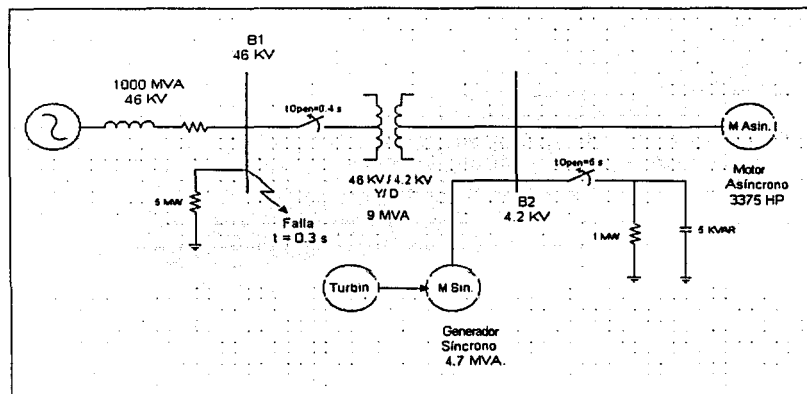 B1
46 KV
1000 MVA
46 KV
tOpen=0.4 s
46 KV / 4.2 KV
Y/D
9 MVA
5 MW
Falla
t = 0.3 s
M Asin. I
Motor
Asíncrono
3375 HP
tOpen=6 s
B2
4.2 KV
1 MW
5 KVAR
Turbin
M Sin.
Generador
Síncrono
4.7 MVA.